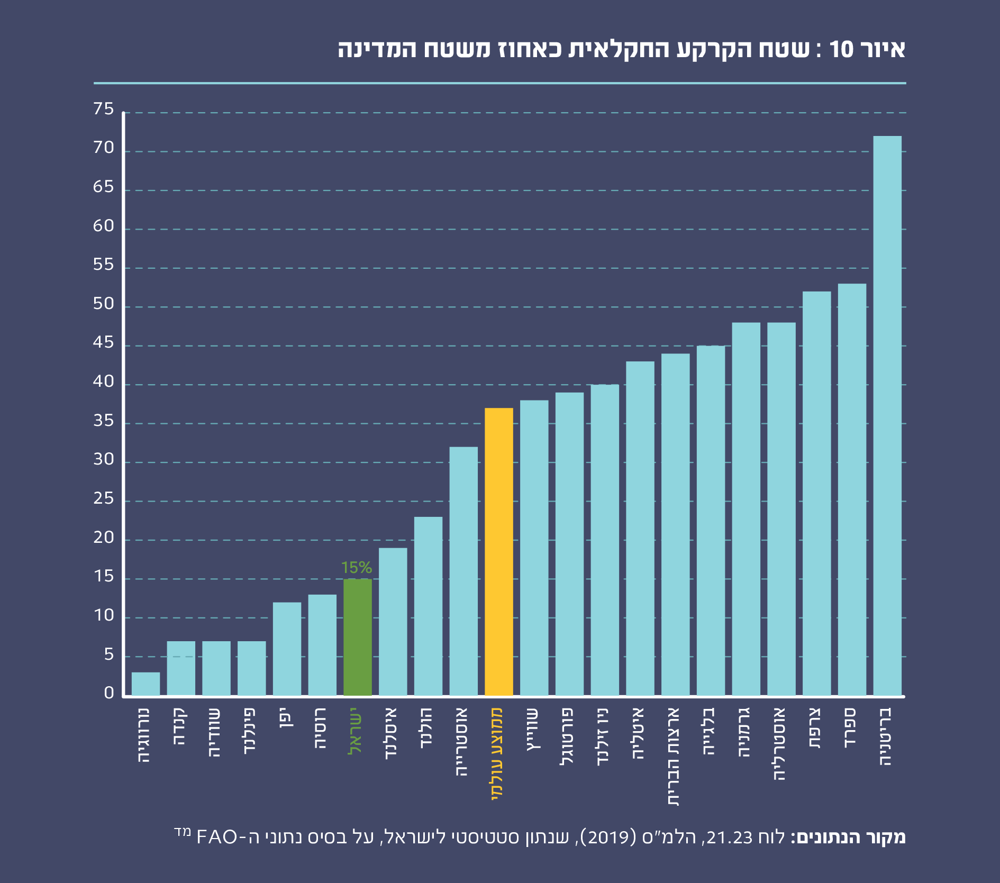 איור 10 : שטח הקרקע החקלאית כאחוז משטח המדינה
75
70
65
60
55
50
45
40
35
30
25
20
15
10
5
0
15%
נורווגיה
קנדה
שוודיה
פינלנד
יפן
רוסיה
ישראל
איסלנד
הולנד
אוסטרייה
ממוצע עולמי
שווייץ
פורטוגל
ניו זילנד
איטליה
ארצות הברית
בלגייה
גרמניה
אוסטרליה
צרפת
ספרד
בריטניה
מקור הנתונים: לוח 21.23, הלמ"ס (2019), שנתון סטטיסטי לישראל, על בסיס נתוני ה-FAO מד